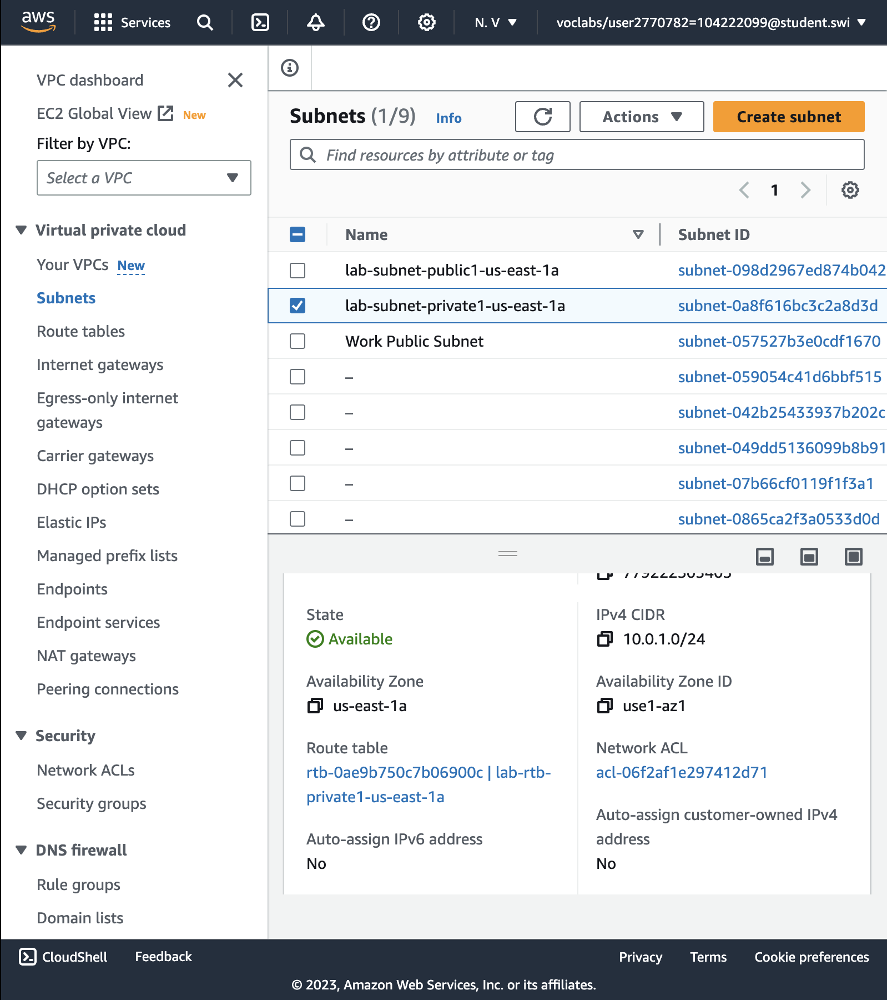 aws
Services
N. V
voclabs/user2770782=104222099@student.swi
VPC dashboard
EC2 Global View New
Filter by VPC:
Select a VPC
Virtual private cloud
Your VPCs New
Subnets
Route tables
Internet gateways
Egress-only internet
gateways
Carrier gateways
DHCP option sets
Elastic IPs
Managed prefix lists
Endpoints
Endpoint services
NAT gateways
Peering connections
Security
Network ACLs
Security groups
DNS firewall
Rule groups
Domain lists
Subnets (1/9) Info
Actions
Create subnet
Find resources by attribute or tag
1
Name Subnet ID
lab-subnet-public1-us-east-1a subnet-098d2967ed874b042
lab-subnet-private1-us-east-1a subnet-0a8f616bc3c2a8d3d
Work Public Subnet subnet-057527b3e0cdf1670
– subnet-059054c41d6bbf515
– subnet-042b25433937b202c
– subnet-049dd5136099b8b91
– subnet-07b66cf0119f1f3a1
– subnet-0865ca2f3a0533d0d
State
Available
IPv4 CIDR
10.0.1.0/24
Availability Zone
us-east-1a
Availability Zone ID
use1-az1
Route table
rtb-0ae9b750c7b06900c | lab-rtb-
private1-us-east-1a
Network ACL
acl-06f2af1e297412d71
Auto-assign IPv6 address
No
Auto-assign customer-owned IPv4
address
No
CloudShell
Feedback
Privacy
Terms
Cookie preferences
© 2023, Amazon Web Services, Inc. or its affiliates.